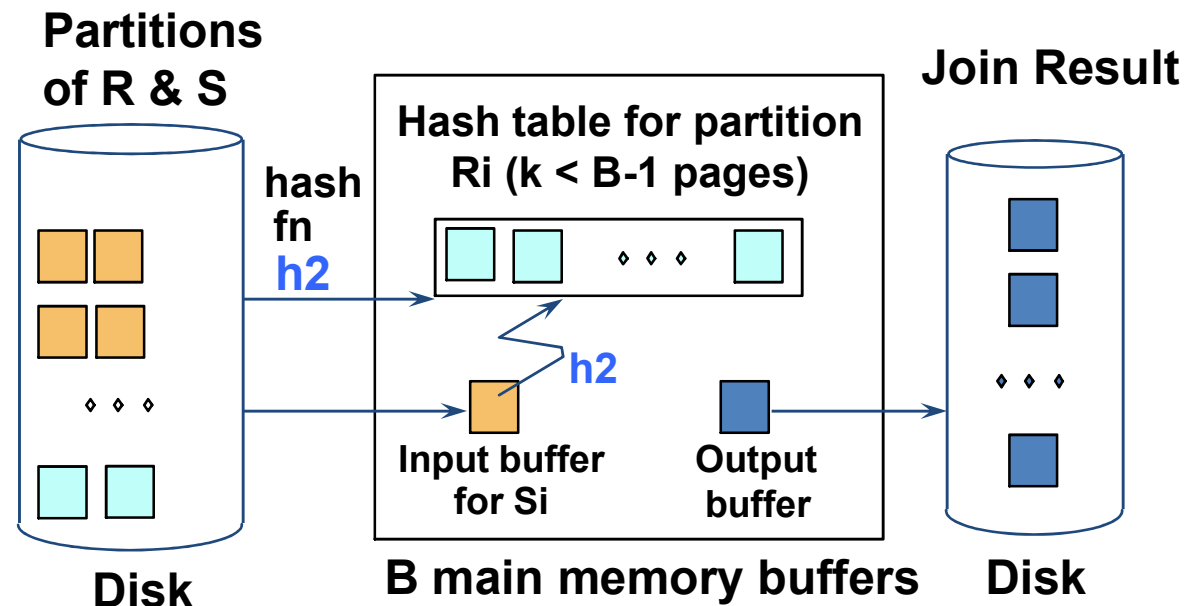 Partitions
of R & S
Join Result
Hash table for partition
Ri (k < B-1 pages)
hash
fn
h2
h2
Input buffer
for Si
Output
buffer
Disk
B main memory buffers
Disk